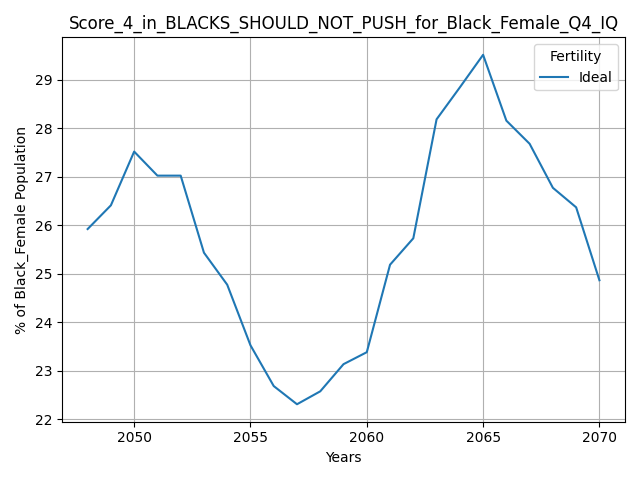 Score_4_in_BLACKS_SHOULD_NOT_PUSH_for_Black_Female_Q4_IQ
Fertility
Ideal
% of Black_Female Population
29
28
27
26
25
24
23
22
2050
2055
2060
2065
2070
Years